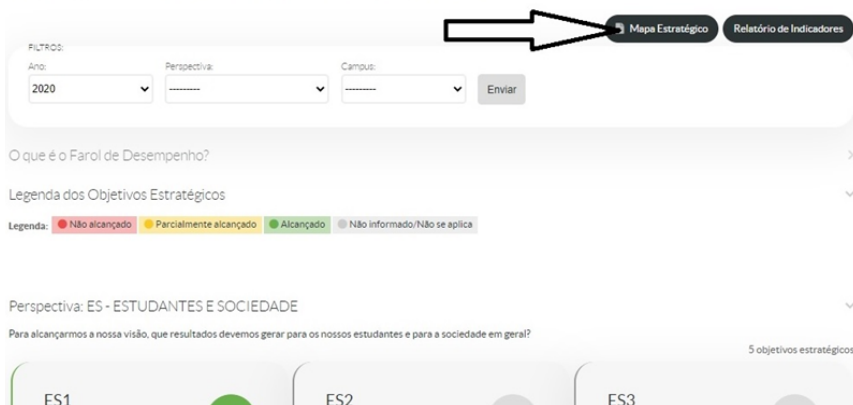 Mapa Estratégico Relatório de Indicadores
FILTROS:
Ano: Perspectiva: Campus:
2020 --------- --------- Enviar
O que é o Farol de Desempenho?
Legenda dos Objetivos Estratégicos
Legenda: Não alcançado Parcialmente alcançado Alcançado Não informado/Não se aplica
Perspectiva: ES - ESTUDANTES E SOCIEDADE
Para alcançarmos a nossa visão, que resultados devemos gerar para os nossos estudantes e para a sociedade em geral?
5 objetivos estratégicos
ES1 ES2 ES3